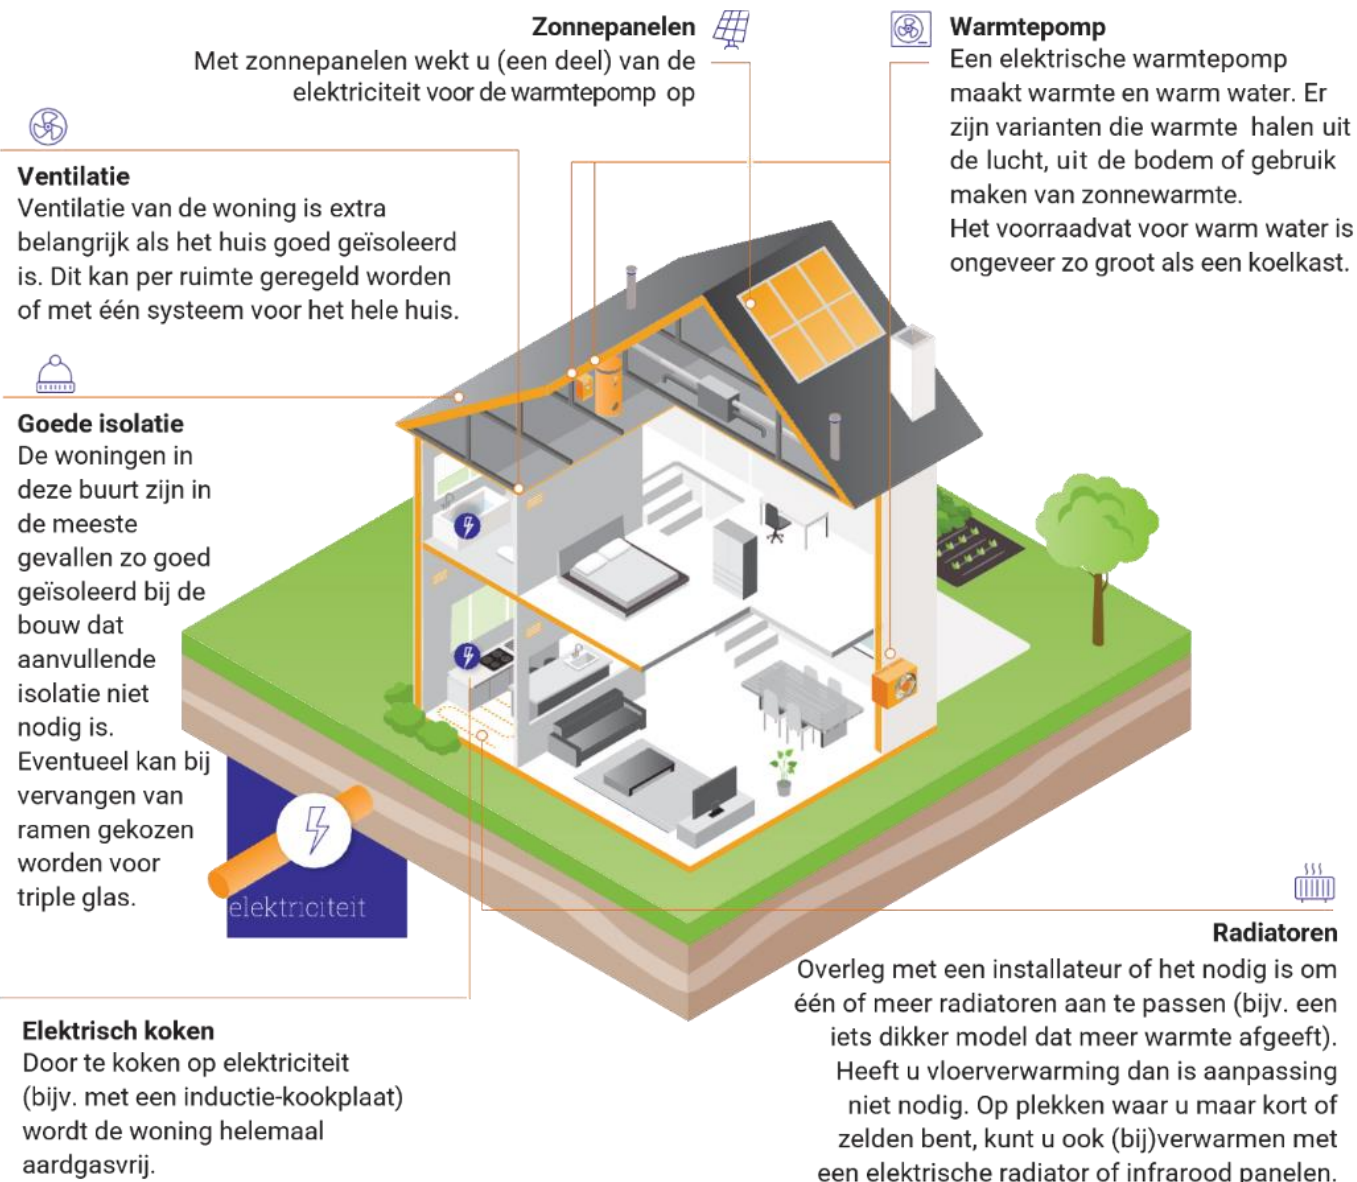 Zonnepanelen
Met zonnepanelen wekt u (een deel) van de
elektriciteit voor de warmtepomp op
Warmtepomp
Een elektrische warmtepomp
maakt warmte en warm water. Er
zijn varianten die warmte halen uit
de lucht, uit de bodem of gebruik
maken van zonnewarmte.
Het voorraadvat voor warm water is
ongeveer zo groot als een koelkast.
Ventilatie
Ventilatie van de woning is extra
belangrijk als het huis goed geïsoleerd
is. Dit kan per ruimte geregeld worden
of met één systeem voor het hele huis.
Goede isolatie
De woningen in
deze buurt zijn in
de meeste
gevallen zo goed
geïsoleerd bij de
bouw dat
aanvullende
isolatie niet
nodig is.
Eventueel kan bij
vervangen van
ramen gekozen
worden voor
triple glas.
elektriciteit
Elektrisch koken
Door te koken op elektriciteit
(bijv. met een inductie-kookplaat)
wordt de woning helemaal
aardgasvrij.
Radiatoren
Overleg met een installateur of het nodig is om
één of meer radiatoren aan te passen (bijv. een
iets dikker model dat meer warmte afgeeft).
Heeft u vloerverwarming dan is aanpassing
niet nodig. Op plekken waar u maar kort of
zelden bent, kunt u ook (bij)verwarmen met
een elektrische radiator of infrarood panelen.